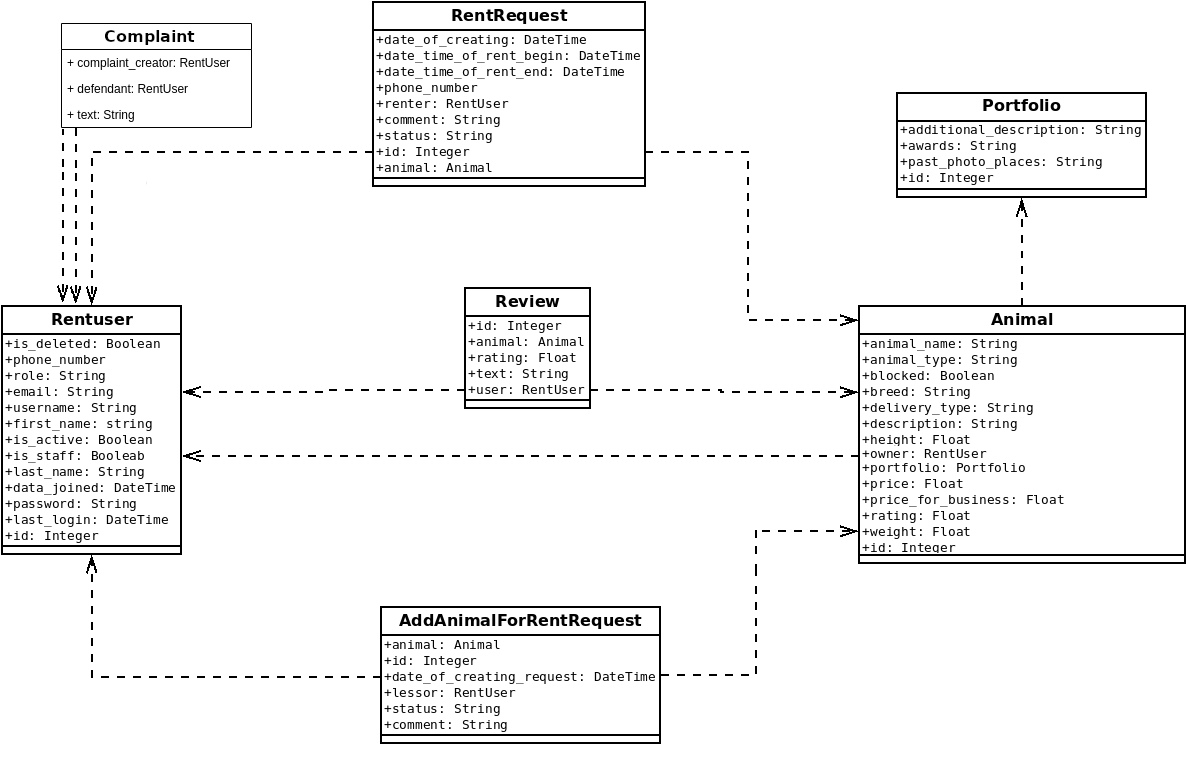 Complaint
+ complaint_creator: RentUser
+ defendant: RentUser
+ text: String
RentRequest
+date_of_creating: DateTime
+date_time_of_rent_begin: DateTime
+date_time_of_rent_end: DateTime
+phone_number
+renter: RentUser
+comment: String
+status: String
+id: Integer
+animal: Animal
Portfolio
+additional_description: String
+awards: String
+past_photo_places: String
+id: Integer
Rentuser
+is_deleted: Boolean
+phone_number
+role: String
+email: String
+username: String
+first_name: string
+is_active: Boolean
+is_staff: Booleab
+last_name: String
+data_joined: DateTime
+password: String
+last_login: DateTime
+id: Integer
Review
+id: Integer
+animal: Animal
+rating: Float
+text: String
+user: RentUser
Animal
+animal_name: String
+animal_type: String
+blocked: Boolean
+breed: String
+delivery_type: String
+description: String
+height: Float
+owner: RentUser
+portfolio: Portfolio
+price: Float
+price_for_business: Float
+rating: Float
+weight: Float
+id: Integer
AddAnimalForRentRequest
+animal: Animal
+id: Integer
+date_of_creating_request: DateTime
+lessor: RentUser
+status: String
+comment: String